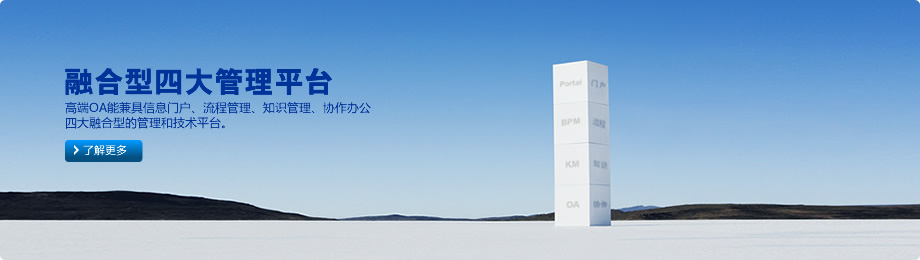 融合型四大管理平台
高端OA能兼具信息门户、流程管理、知识管理、协作办公
四大融合型的管理和技术平台。
了解更多
Portal 门户
BPM 流程
KM 知识
OA 协作